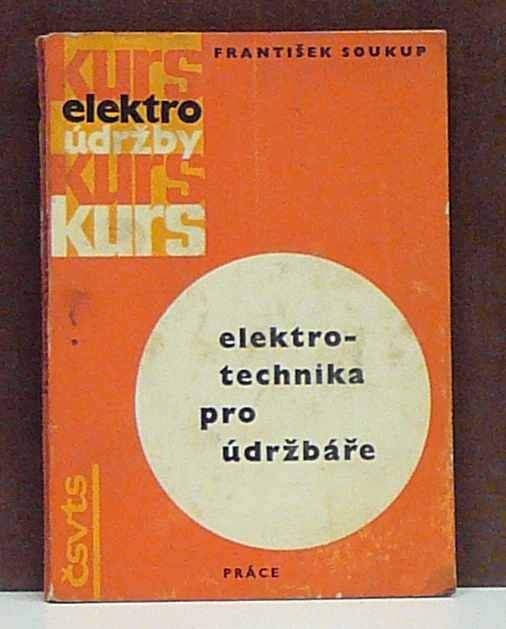 kurs
FRANTIŠEK SOUKUP
elektro
údržby
kurs
kurs
elektro-
technika
pro
údržbáře
čsvts
PRÁCE